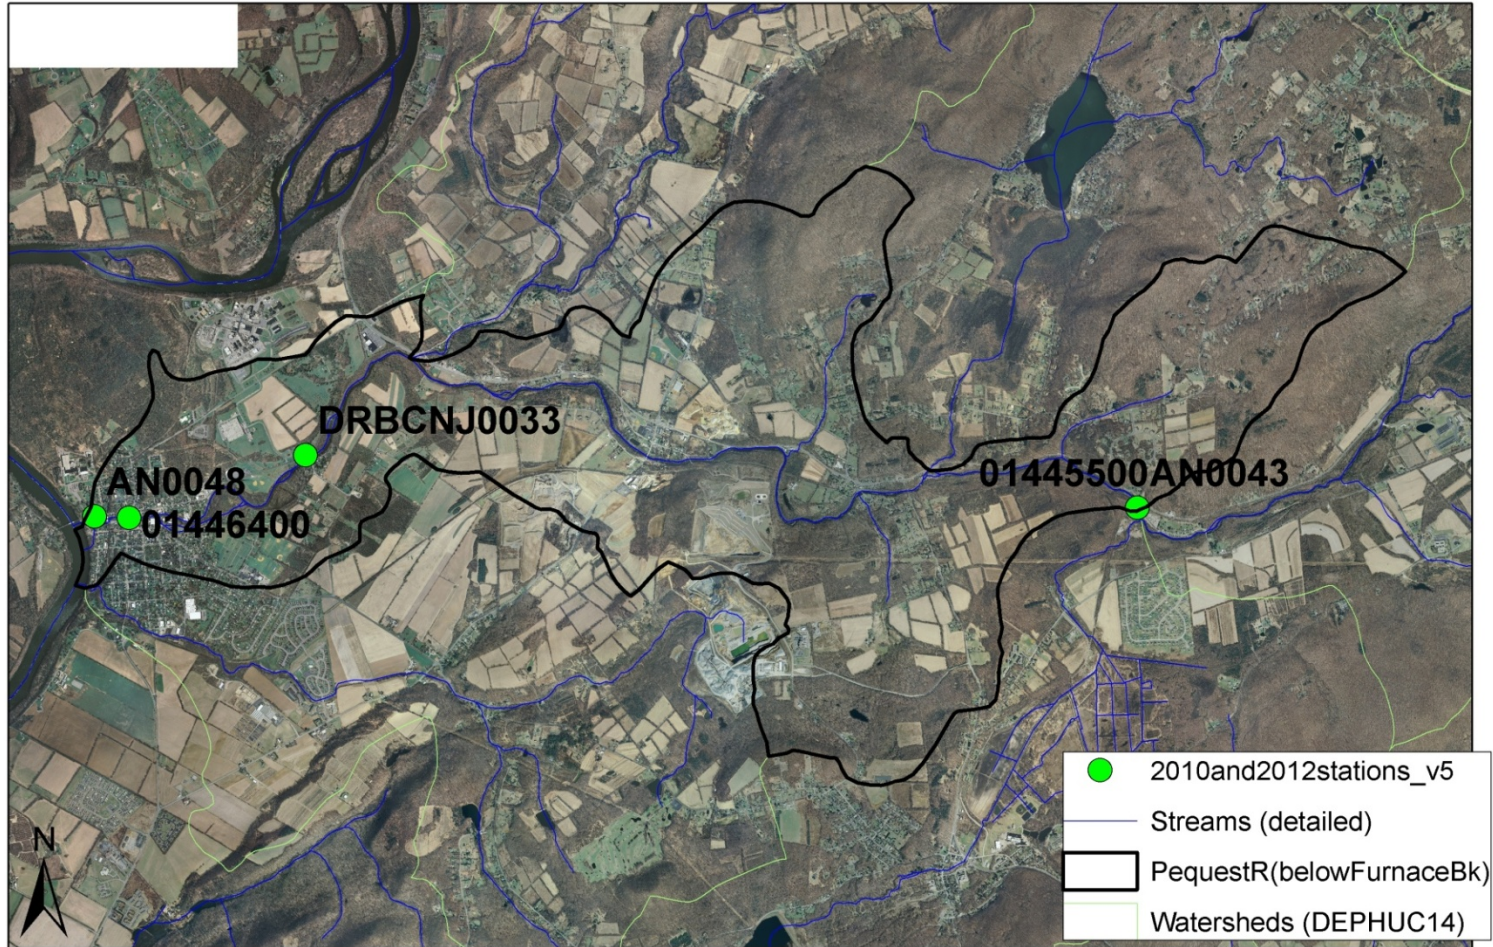 DRBCNJ0033
AN0048
01446400
01445500AN0043
N
2010and2012stations_v5
Streams (detailed)
PequestR(belowFurnaceBk)
Watersheds (DEPHUC14)